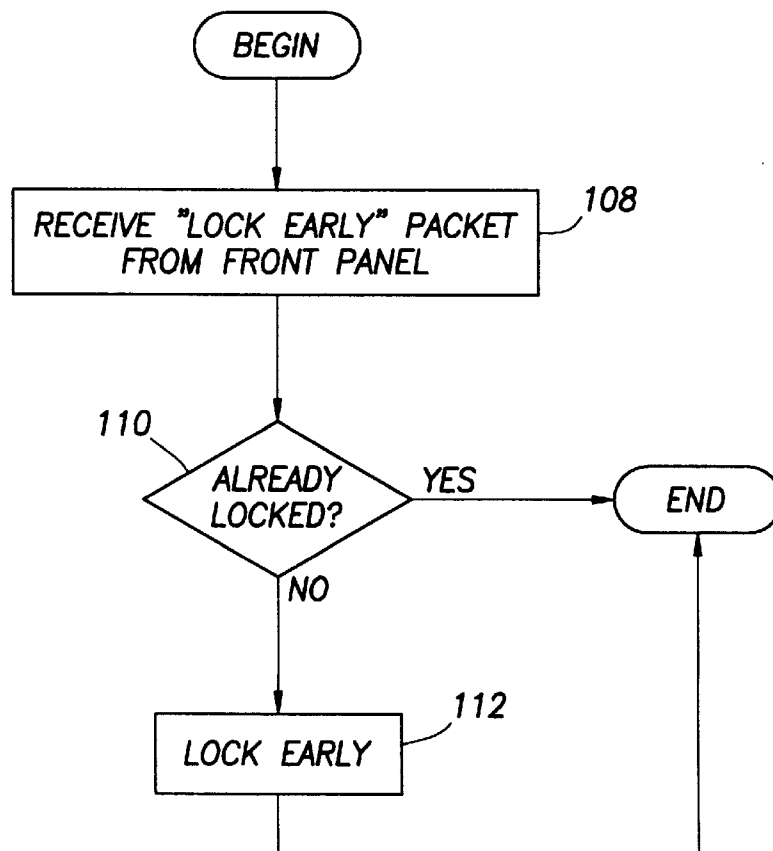 BEGIN
RECEIVE "LOCK EARLY" PACKET
FROM FRONT PANEL
108
110
ALREADY
LOCKED?
YES
END
NO
112
LOCK EARLY